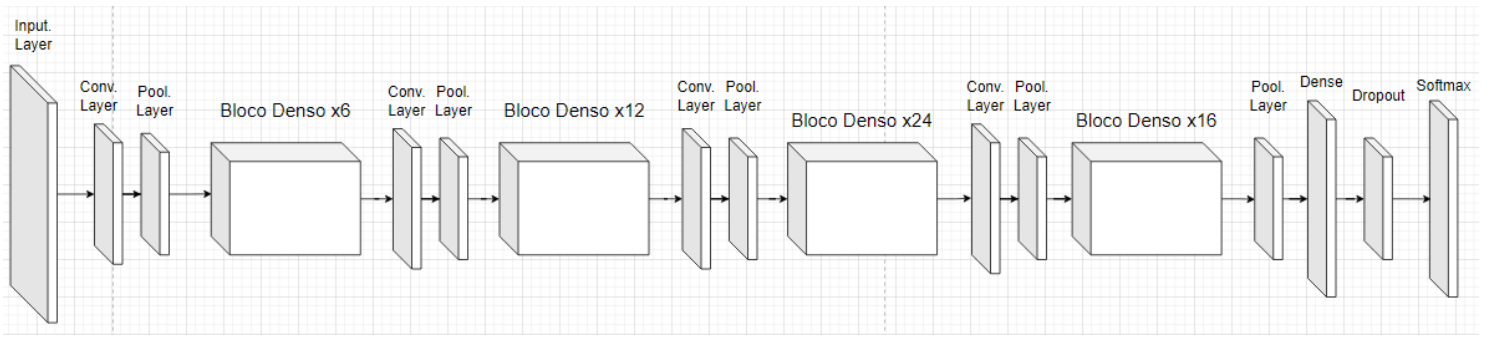 Input.
Layer
Conv.
Layer
Pool.
Layer
Bloco Denso x6
Conv.
Layer
Pool.
Layer
Bloco Denso x12
Conv.
Layer
Pool.
Layer
Bloco Denso x24
Conv.
Layer
Pool.
Layer
Bloco Denso x16
Pool.
Layer
Dense
Dropout
Softmax